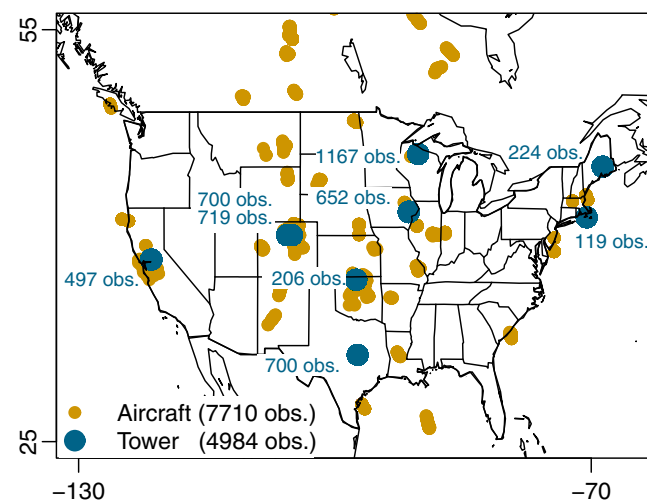 55
1167 obs.
224 obs.
700 obs.
652 obs.
719 obs.
119 obs.
497 obs.
206 obs.
700 obs.
Aircraft (7710 obs.)
Tower (4984 obs.)
25
−130
−70